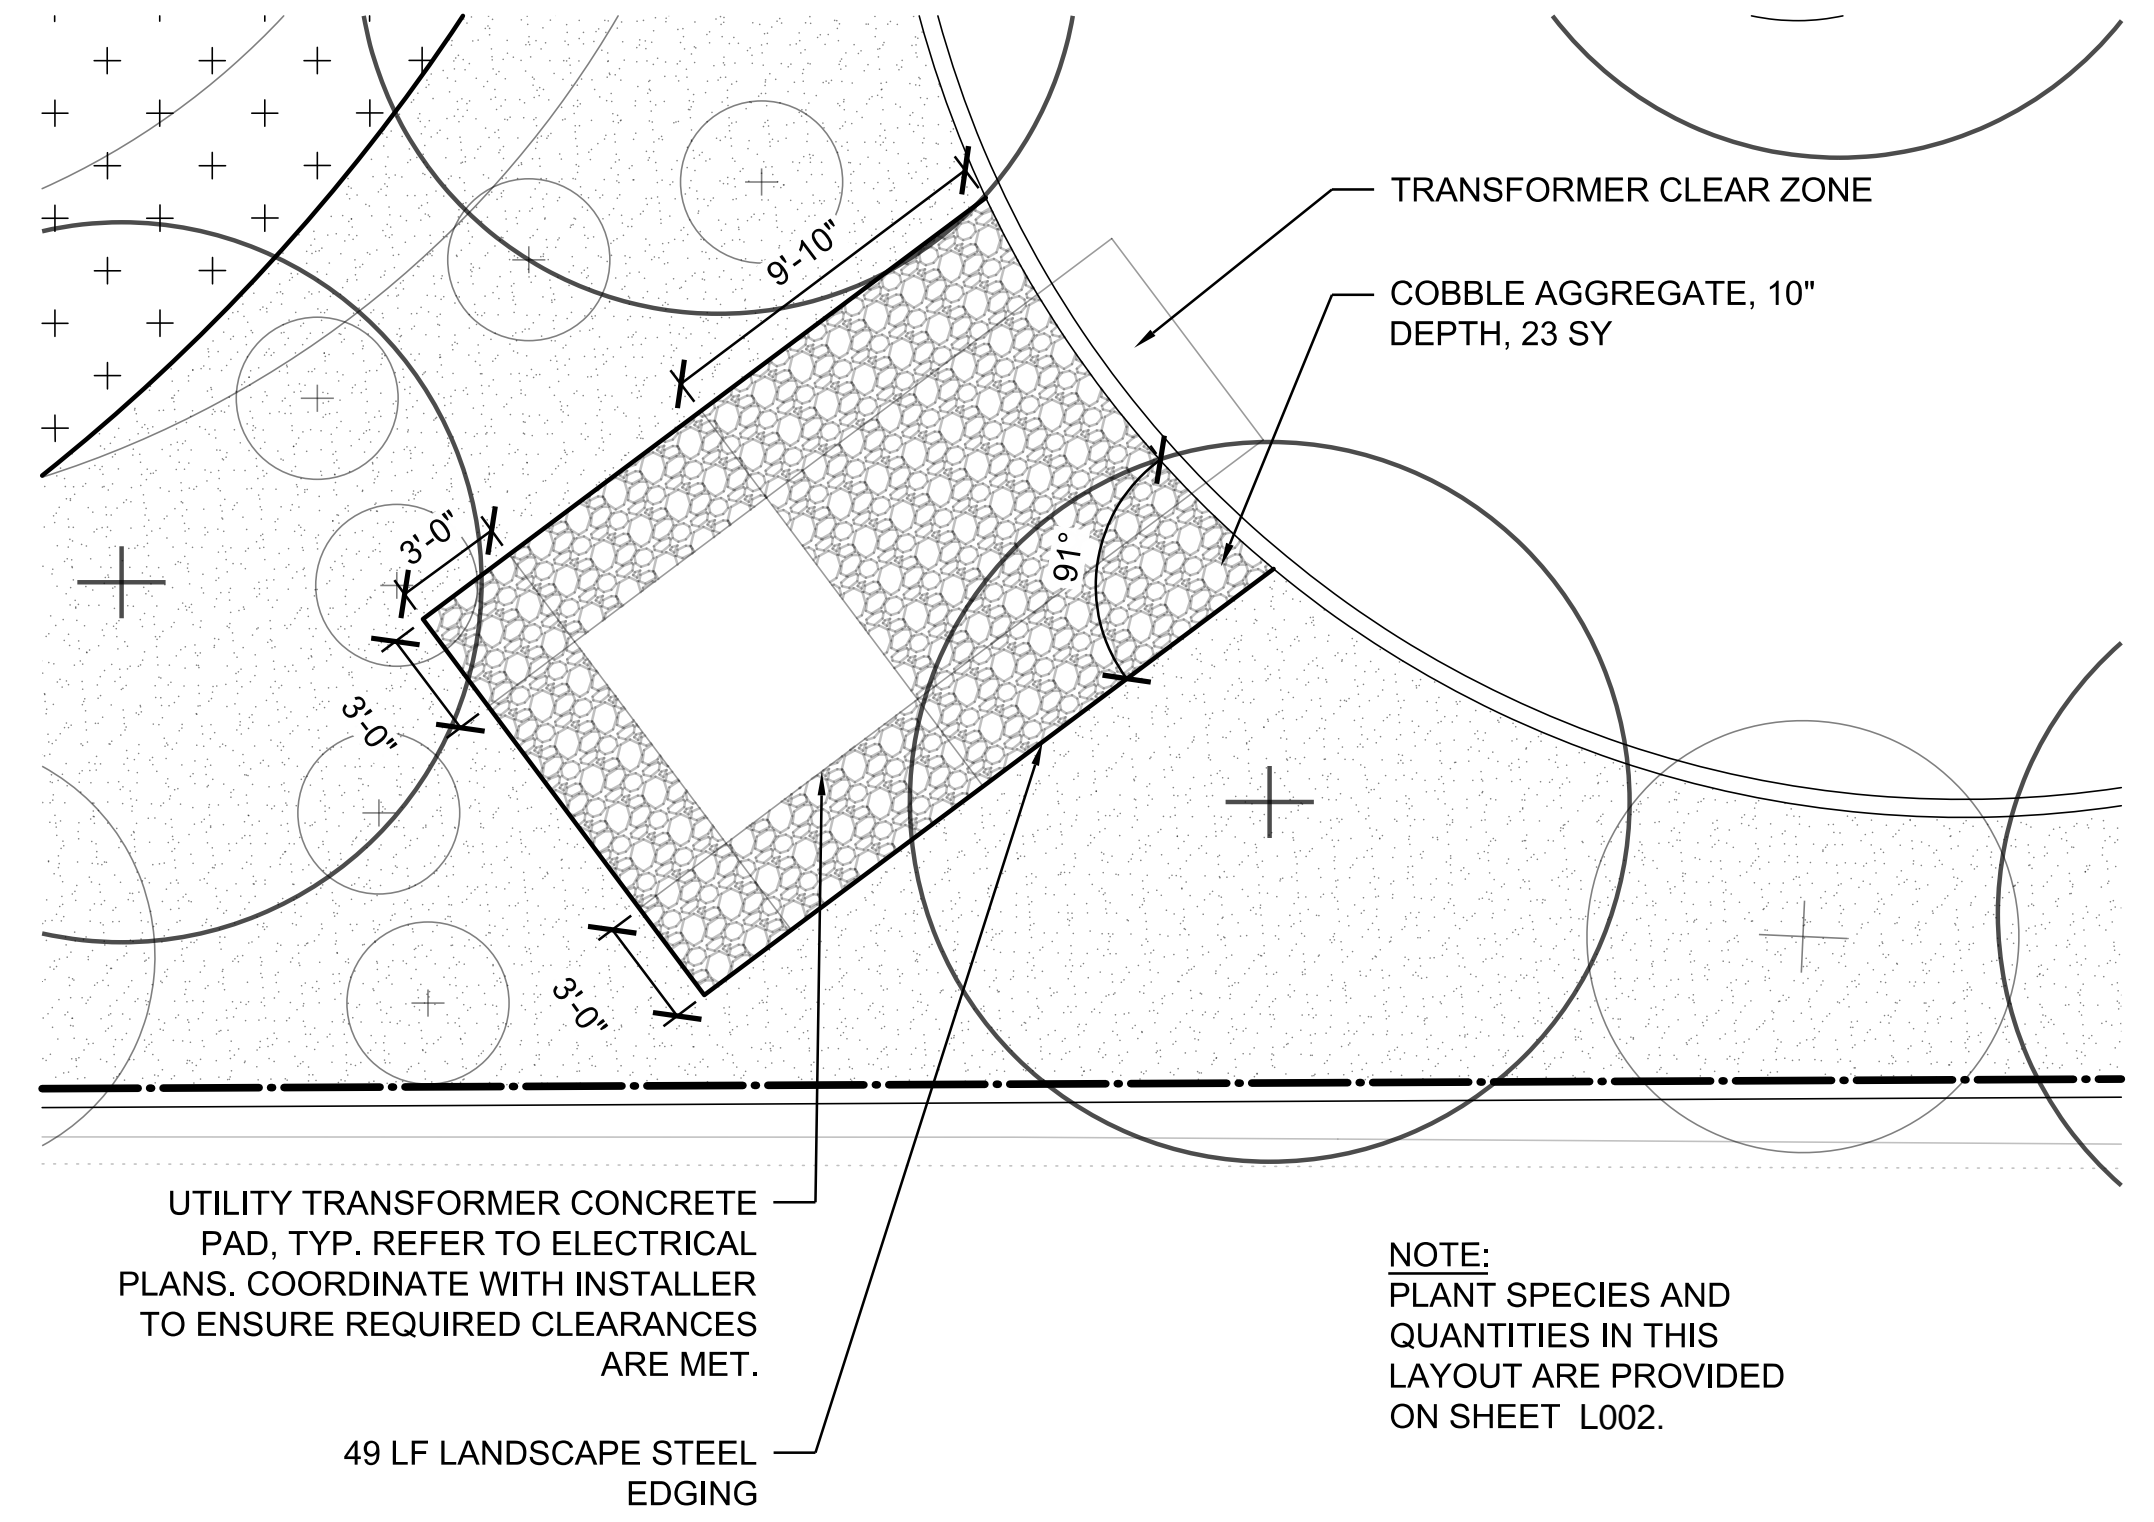 TRANSFORMER CLEAR ZONE
9'-10"
COBBLE AGGREGATE, 10"
DEPTH, 23 SY
3'-0"
91°
3'-0"
3'-0"
UTILITY TRANSFORMER CONCRETE
PAD, TYP. REFER TO ELECTRICAL
PLANS. COORDINATE WITH INSTALLER
TO ENSURE REQUIRED CLEARANCES
ARE MET.
49 LF LANDSCAPE STEEL
EDGING
NOTE:
PLANT SPECIES AND
QUANTITIES IN THIS
LAYOUT ARE PROVIDED
ON SHEET L002.